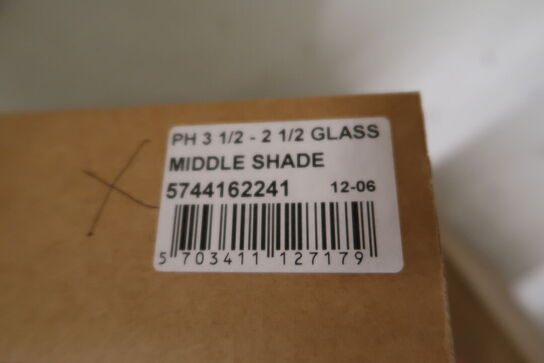 PH 3 1/2 - 2 1/2 GLASS
MIDDLE SHADE
5744162241 12-06
5 703411 127179